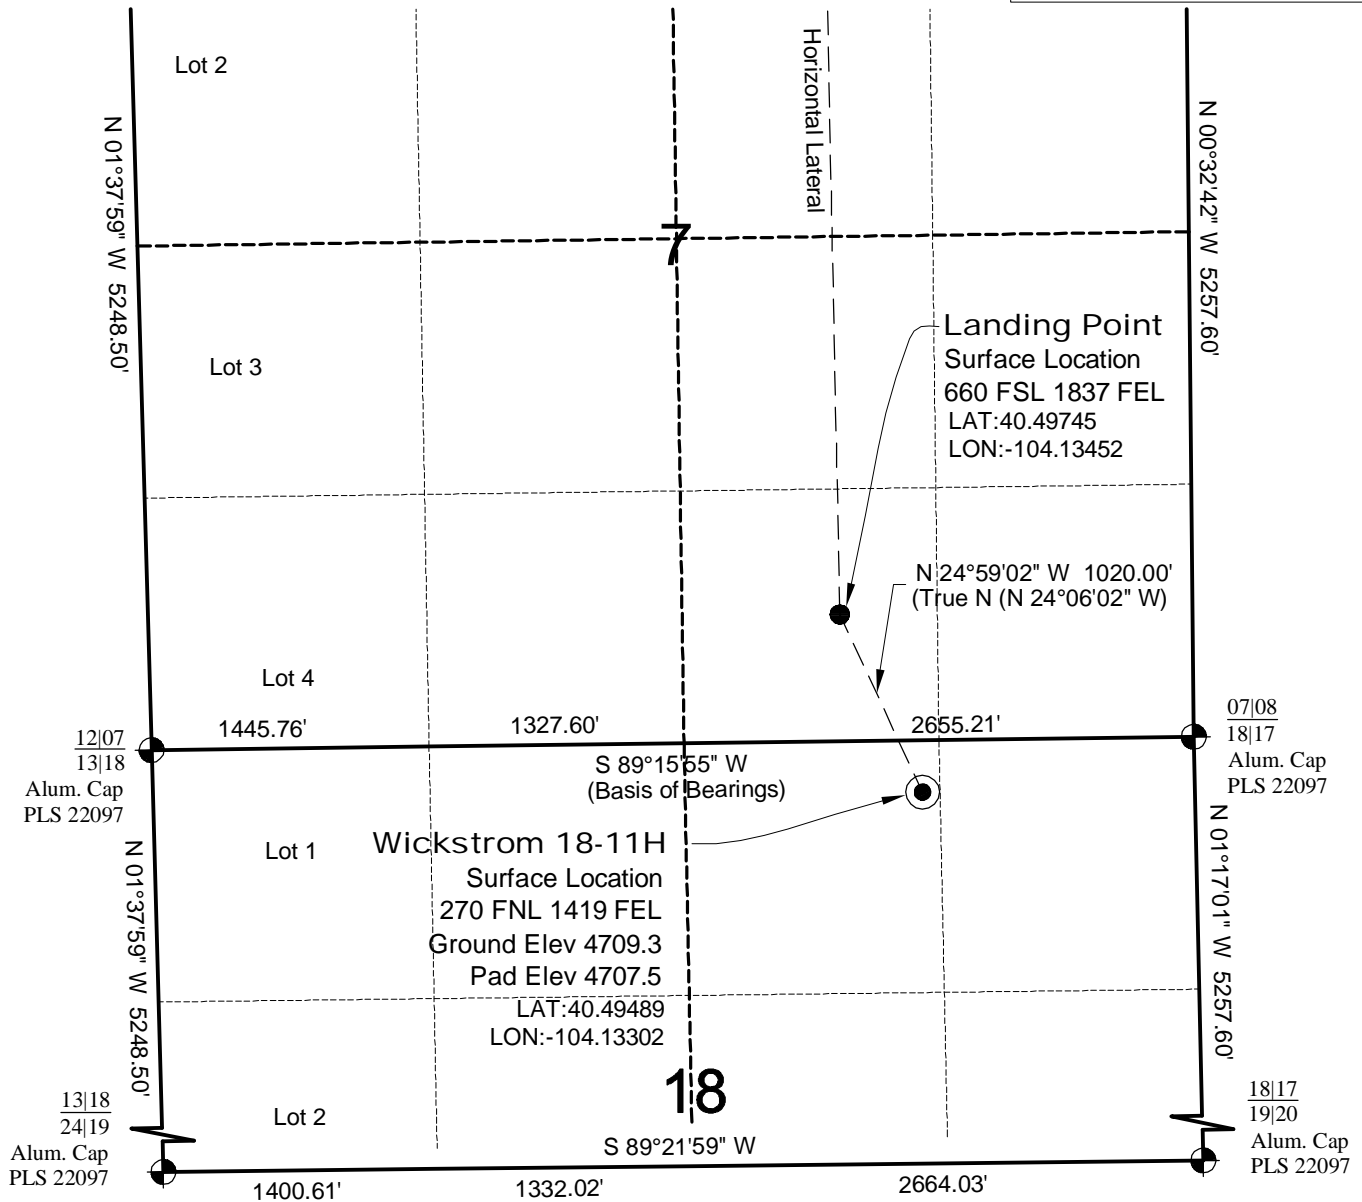 Lot 2
Horizontal Lateral
N 01°37'59" W 5248.50'
N 00°32'42" W 5257.60'
7
Landing Point
Surface Location
660 FSL 1837 FEL
LAT:40.49745
LON:-104.13452
Lot 3
N 24°59'02" W 1020.00'
(True N (N 24°06'02" W)
Lot 4
1445.76'
1327.60'
2655.21'
12|07
13|18
Alum. Cap
PLS 22097
07|08
18|17
Alum. Cap
PLS 22097
S 89°15'55" W
(Basis of Bearings)
Wickstrom 18-11H
Surface Location
270 FNL 1419 FEL
Ground Elev 4709.3
Pad Elev 4707.5
LAT:40.49489
LON:-104.13302
Lot 1
N 01°37'59" W 5248.50'
N 01°17'01" W 5257.60'
18
Lot 2
13|18
24|19
Alum. Cap
PLS 22097
18|17
19|20
Alum. Cap
PLS 22097
S 89°21'59" W
1400.61'
1332.02'
2664.03'